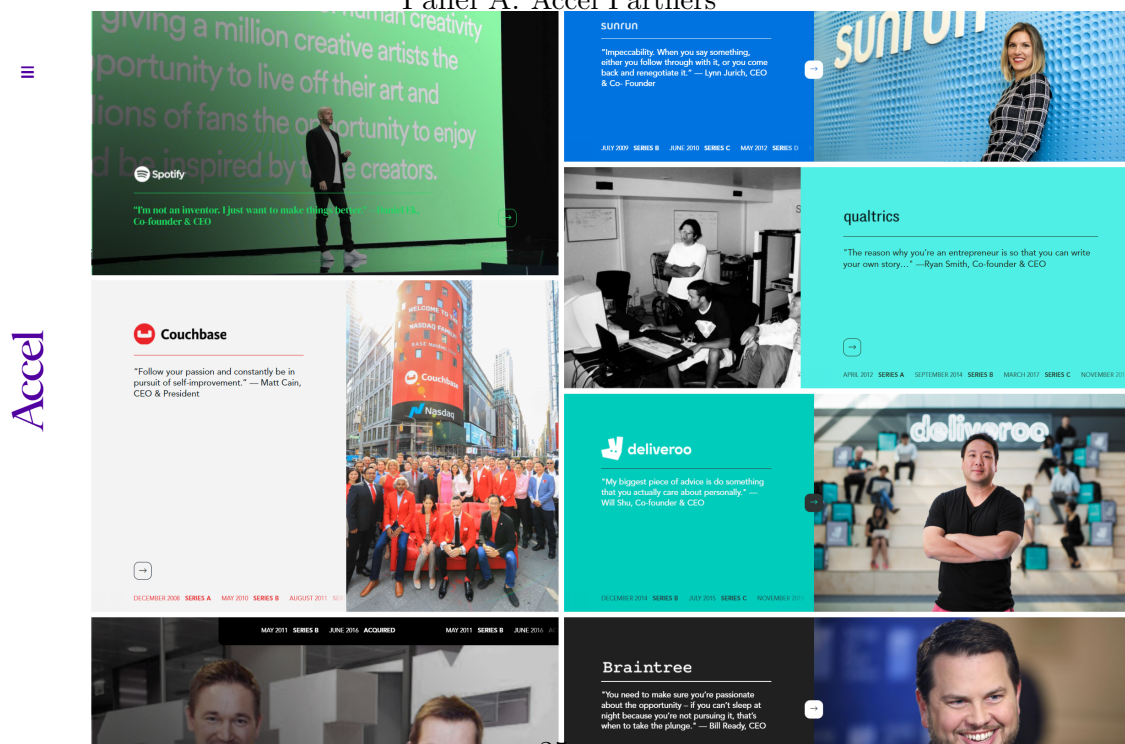 Panel A: Accel Partners
Accel
giving a million creative artists the
opportunity to live off their art and
of fans the opportunity to enjoy
inspired by these creators.
human creativity
Spotify
"I'm not an inventor. I just want to make things better."
Co-founder & CEO
sunrun
"Impeccability. When you say something,
either you follow through with it, or you come
back and renegotiate it." — Lynn Jurich, CEO
& Co- Founder
JULY 2009 SERIES B JUNE 2010 SERIES C MAY 2012 SERIES D
sunrun
qualtrics
"The reason why you're an entrepreneur is so that you can write
your own story…" —Ryan Smith, Co-founder & CEO
APRIL 2012 SERIES A SEPTEMBER 2014 SERIES B MARCH 2017 SERIES C NOVEMBER
Couchbase
"Follow your passion and constantly be in
pursuit of self-improvement." — Matt Cain,
CEO & President
DECEMBER 2008 SERIES A MAY 2010 SERIES B AUGUST 2011
WELCOME TO THE
NASDAQ FAMILY
Couchbase
Nasdaq
deliveroo
"My biggest piece of advice is do something
that you actually care about personally." —
Will Shu, Co-founder & CEO
DECEMBER 2014 SERIES B JULY 2015 SERIES C NOVEMBER
deliveroo
MAY 2011 SERIES B JUNE 2016 ACQUIRED MAY 2011 SERIES B JUNE 2016
Braintree
"You need to make sure you're passionate
about the opportunity – if you can't sleep at
night because you're not pursuing it, that's
when to take the plunge." — Bill Ready, CEO